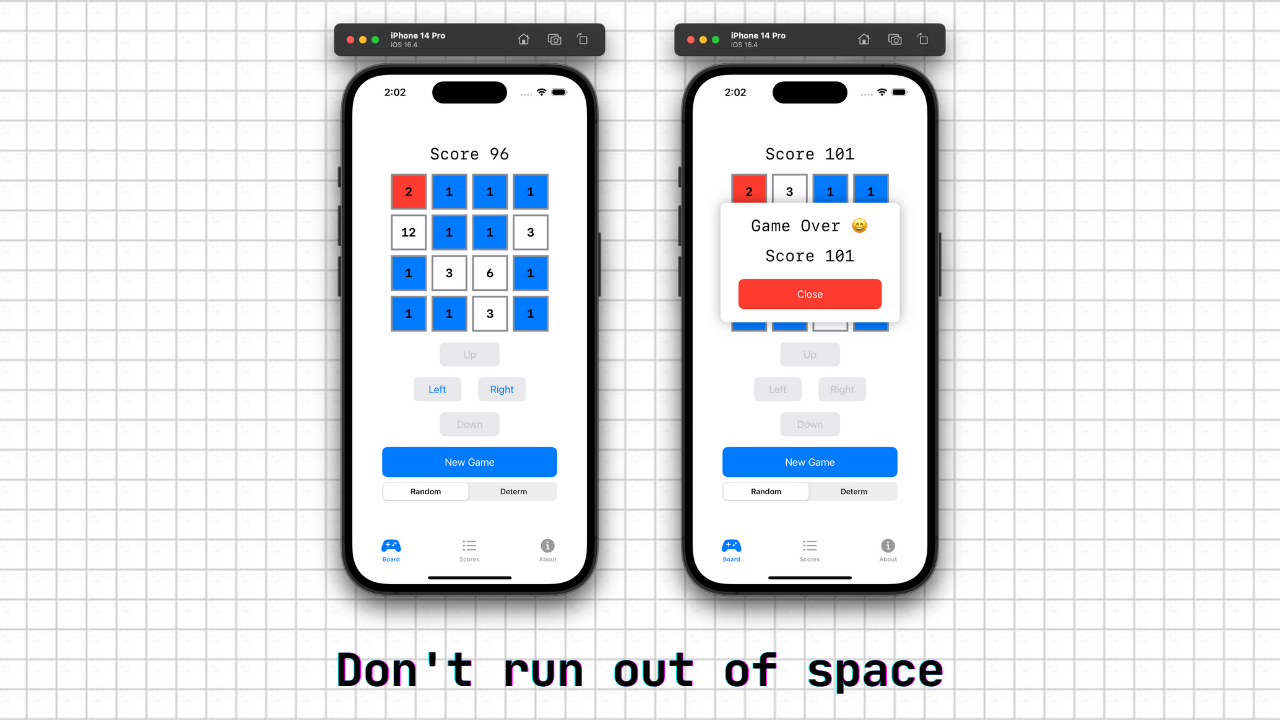 iPhone 14 Pro
iOS 16.4
2:02
Score 96
2 1 1 1
12 1 1 3
1 3 6 1
1 1 3 1
Up
Left Right
Down
New Game
Random Determ
Board Scores About
iPhone 14 Pro
iOS 16.4
2:02
Score 101
2 3 1 1
Game Over 😄
Score 101
Close
Up
Left Right
Down
New Game
Random Determ
Board Scores About
Don't run out of space